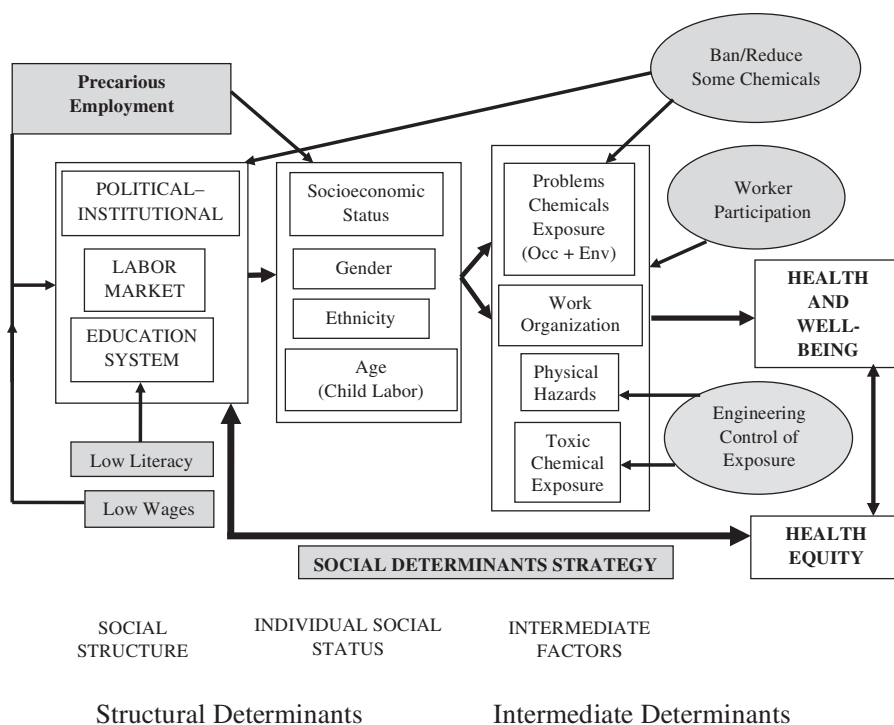 Precarious
Employment
Ban/Reduce
Some Chemicals
POLITICAL–
INSTITUTIONAL
LABOR
MARKET
EDUCATION
SYSTEM
Low Literacy
Low Wages
Socioeconomic
Status
Gender
Ethnicity
Age
(Child Labor)
Problems
Chemicals
Exposure
(Occ + Env)
Work
Organization
Physical
Hazards
Toxic
Chemical
Exposure
Worker
Participation
Engineering
Control of
Exposure
HEALTH
AND
WELL-
BEING
HEALTH
EQUITY
SOCIAL DETERMINANTS STRATEGY
SOCIAL
STRUCTURE
INDIVIDUAL SOCIAL
STATUS
INTERMEDIATE
FACTORS
Structural Determinants
Intermediate Determinants